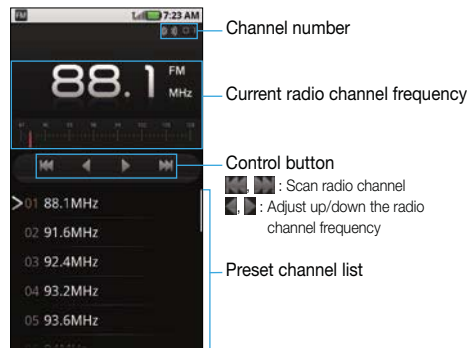 FM 7:23 AM
01
Channel number
88.1 FM MHz
Current radio channel frequency
Control button
, : Scan radio channel
, : Adjust up/down the radio
channel frequency
01 88.1MHz
02 91.6MHz
03 92.4MHz
Preset channel list
04 93.2MHz
05 93.6MHz